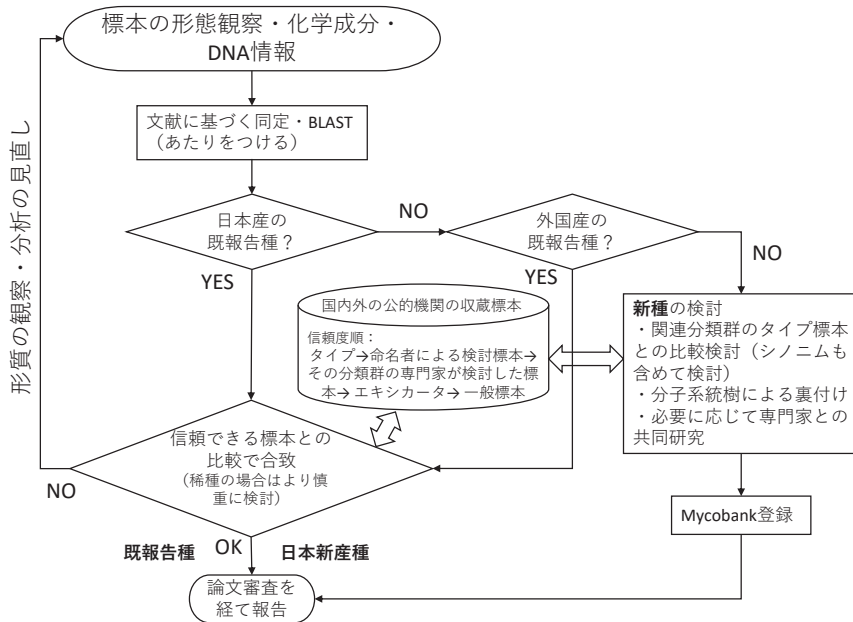 標本の形態観察・化学成分・
DNA情報
文献に基づく同定・BLAST
（あたりをつける）
日本産の
既報告種？
NO
外国産の
既報告種？
NO
YES
YES
国内外の公的機関の収蔵標本
信頼度順：
タイプ→命名者による検討標本→
その分類群の専門家が検討した標
本→エキシカータ→一般標本
新種の検討
・関連分類群のタイプ標本
との比較検討（シノニムも
含めて検討）
・分子系統樹による裏付け
・必要に応じて専門家との
共同研究
信頼できる標本との
比較で合致
（稀種の場合はより慎
重に検討）
NO
形質の観察・分析の見直し
Mycobank登録
既報告種
OK
日本新産種
論文審査を
経て報告